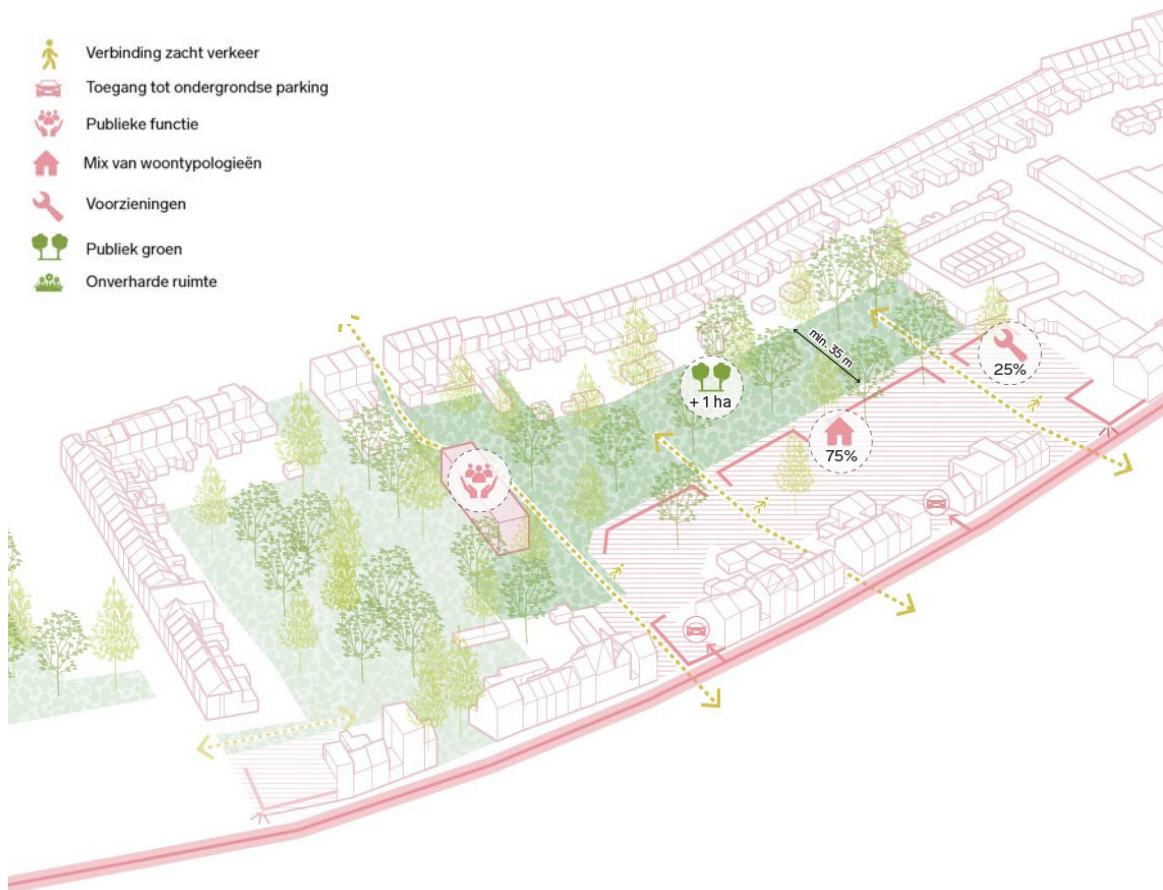 Verbinding zacht verkeer
Toegang tot ondergrondse parking
Publieke functie
Mix van woontypologieën
Voorzieningen
Publiek groen
Onverharde ruimte
min. 35 m
25%
+ 1 ha
75%